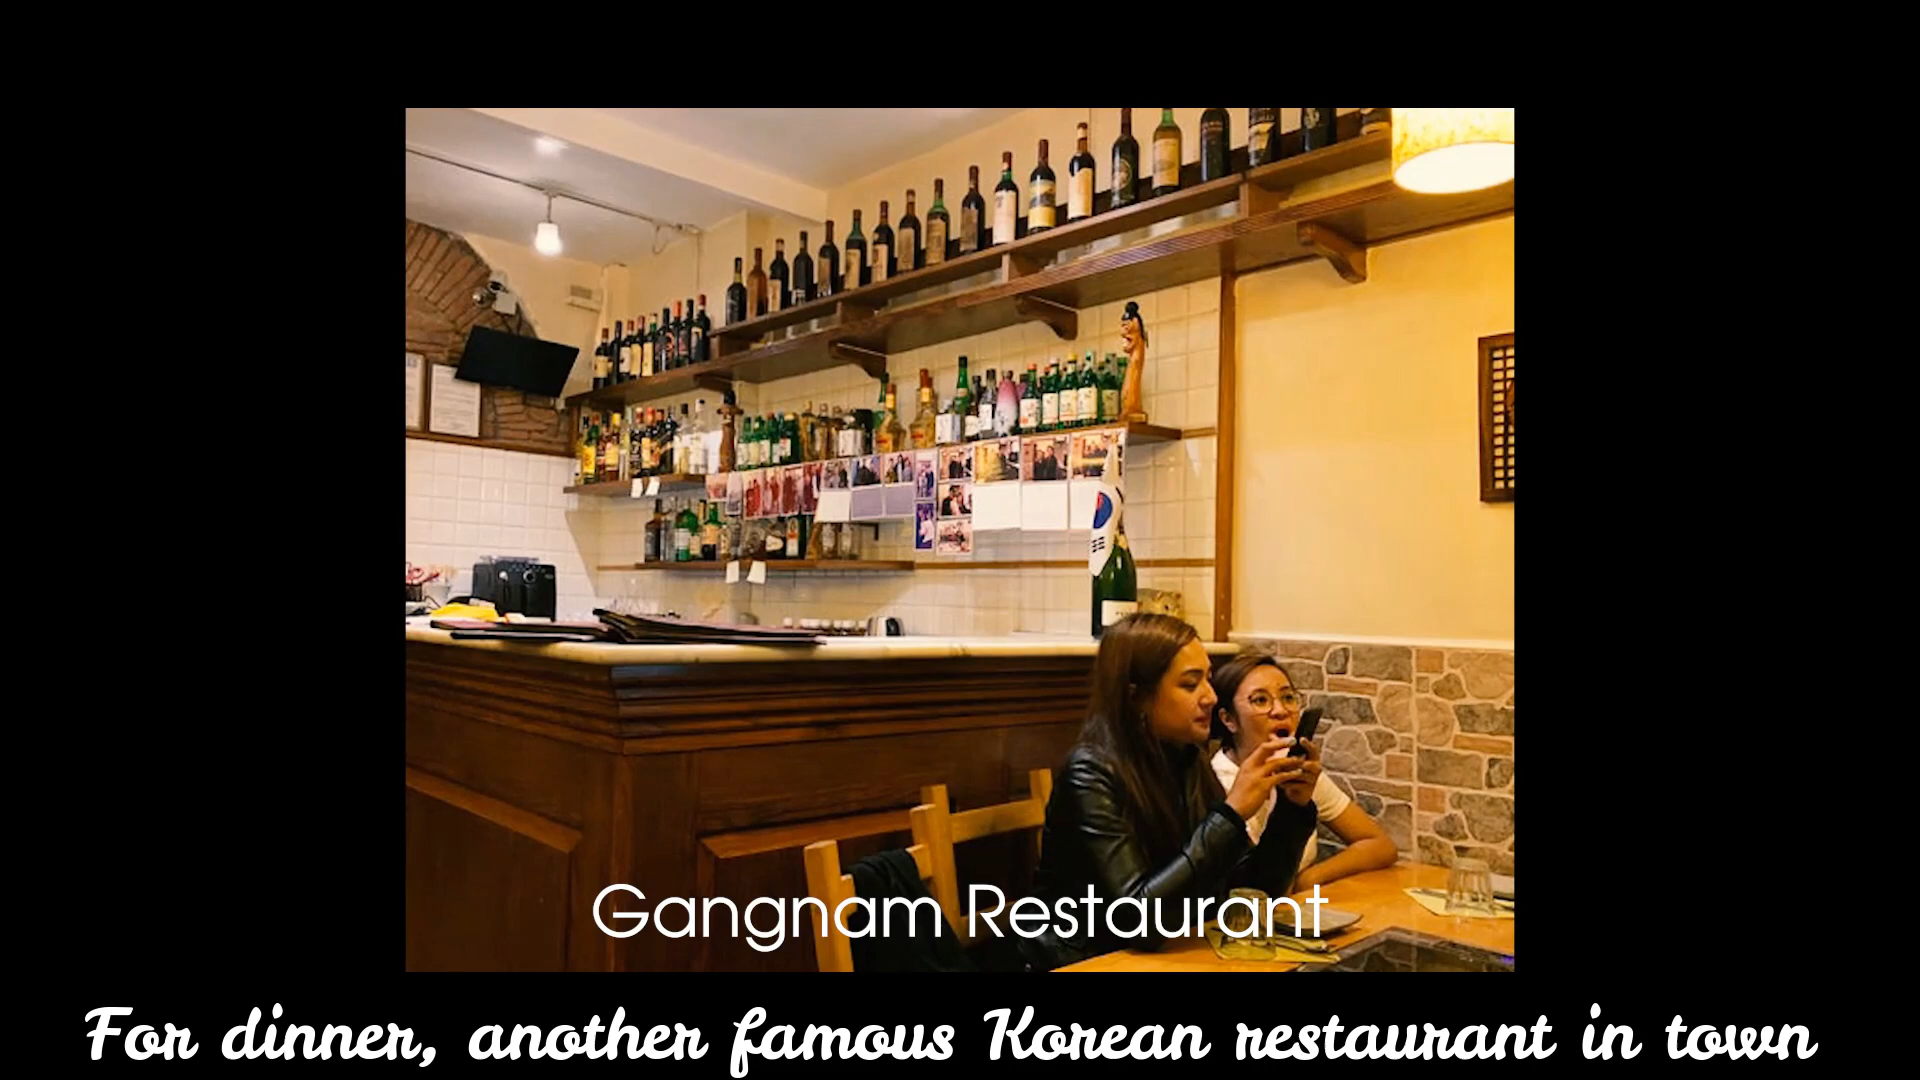 Gangnam Restaurant
For dinner, another famous Korean restaurant in town